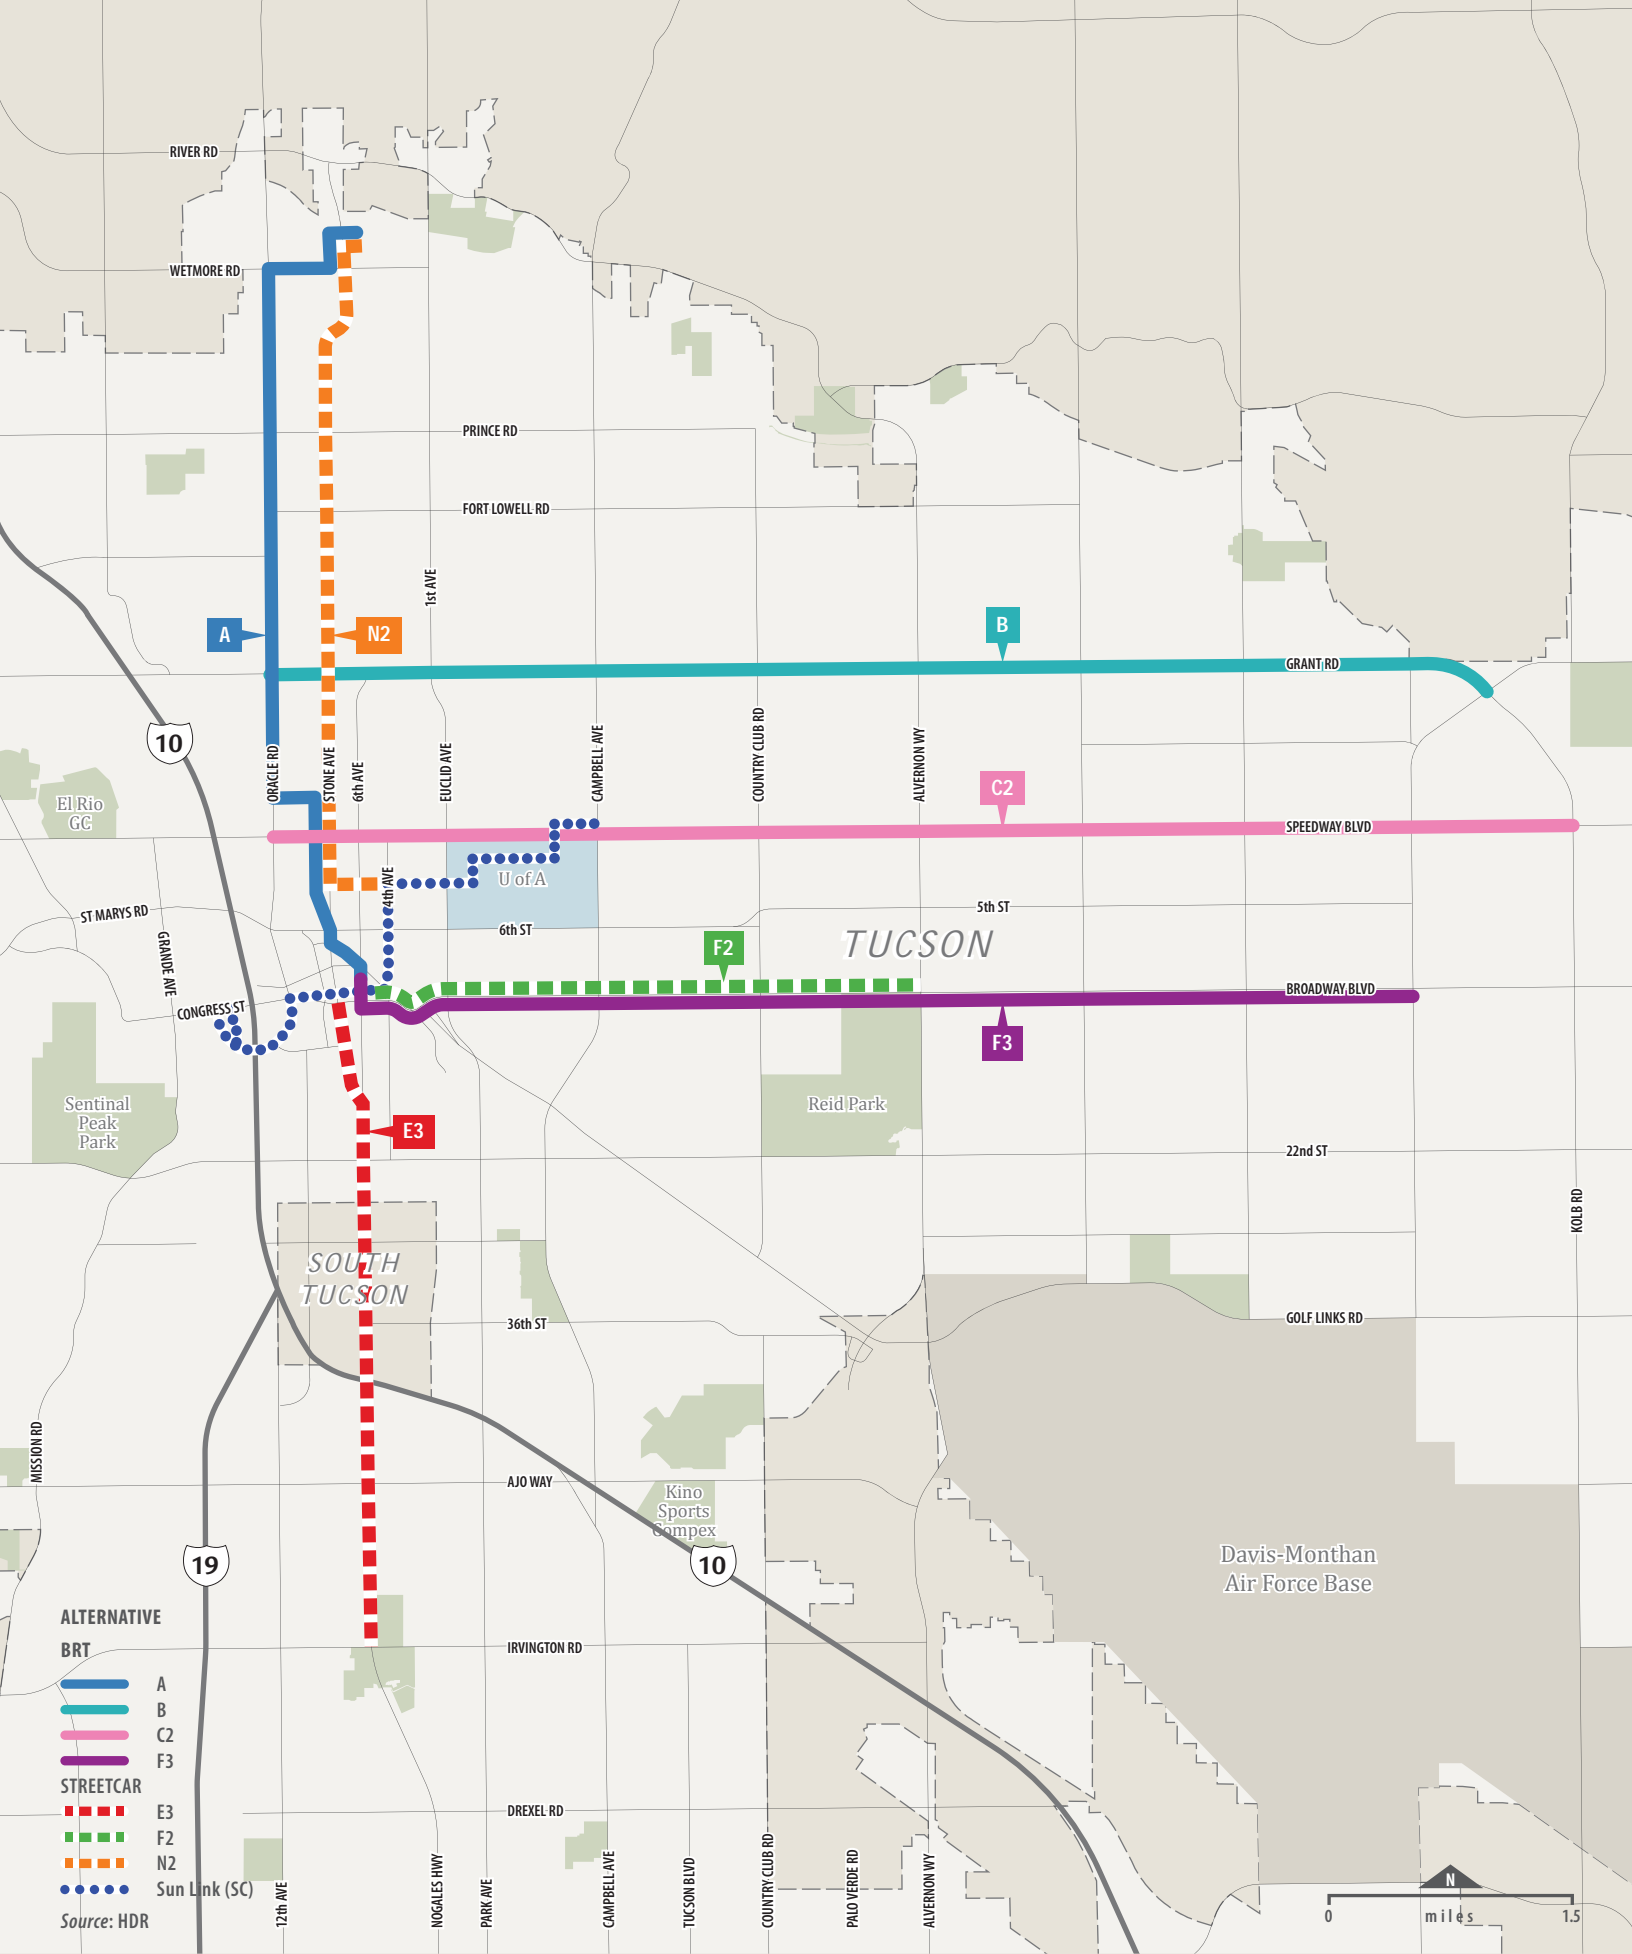 RIVER RD
WETMORE RD
PRINCE RD
FORT LOWELL RD
1st AVE
A
N2
B
GRANT RD
10
ORACLE RD
STONE AVE
6th AVE
EUCLID AVE
CAMPBELL AVE
COUNTRY CLUB RD
ALVERNON WY
C2
El Rio
GC
SPEEDWAY BLVD
4th AVE
U of A
ST MARYS RD
5th ST
6th ST
GRANDE AVE
F2
TUCSON
CONGRESS ST
BROADWAY BLVD
F3
Sentinal
Peak
Park
Reid Park
E3
22nd ST
KOLB RD
SOUTH
TUCSON
36th ST
GOLF LINKS RD
MISSION RD
AJO WAY
Kino
Sports
Compex
19
10
Davis-Monthan
Air Force Base
ALTERNATIVE
BRT
A
B
C2
F3
STREETCAR
E3
F2
N2
Sun Link (SC)
Source: HDR
IRVINGTON RD
DREXEL RD
12th AVE
NOGALES HWY
PARK AVE
CAMPBELL AVE
TUCSON BLVD
COUNTRY CLUB RD
PALO VERDE RD
ALVERNON WY
N
0 miles 1.5